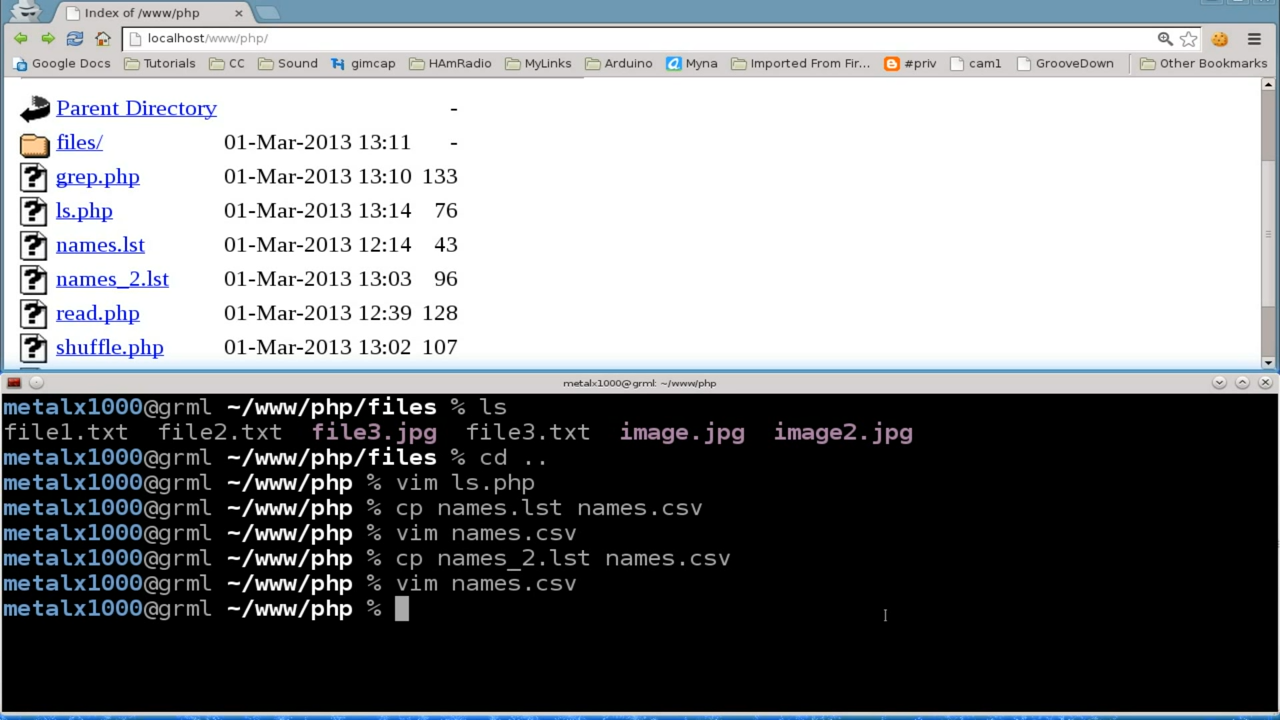 Index of /www/php ×
localhost/www/php/
Google Docs Tutorials CC Sound gimcap HAmRadio MyLinks Arduino Myna Imported From Fir... #priv cam1 GrooveDown Other Bookmarks
Parent Directory -
files/ 01-Mar-2013 13:11 -
grep.php 01-Mar-2013 13:10 133
ls.php 01-Mar-2013 13:14 76
names.lst 01-Mar-2013 12:14 43
names_2.lst 01-Mar-2013 13:03 96
read.php 01-Mar-2013 12:39 128
shuffle.php 01-Mar-2013 13:02 107
metalx1000@grml: ~/www/php
metalx1000@grml ~/www/php/files % ls
file1.txt file2.txt file3.jpg file3.txt image.jpg image2.jpg
metalx1000@grml ~/www/php/files % cd ..
metalx1000@grml ~/www/php % vim ls.php
metalx1000@grml ~/www/php % cp names.lst names.csv
metalx1000@grml ~/www/php % vim names.csv
metalx1000@grml ~/www/php % cp names_2.lst names.csv
metalx1000@grml ~/www/php % vim names.csv
metalx1000@grml ~/www/php %